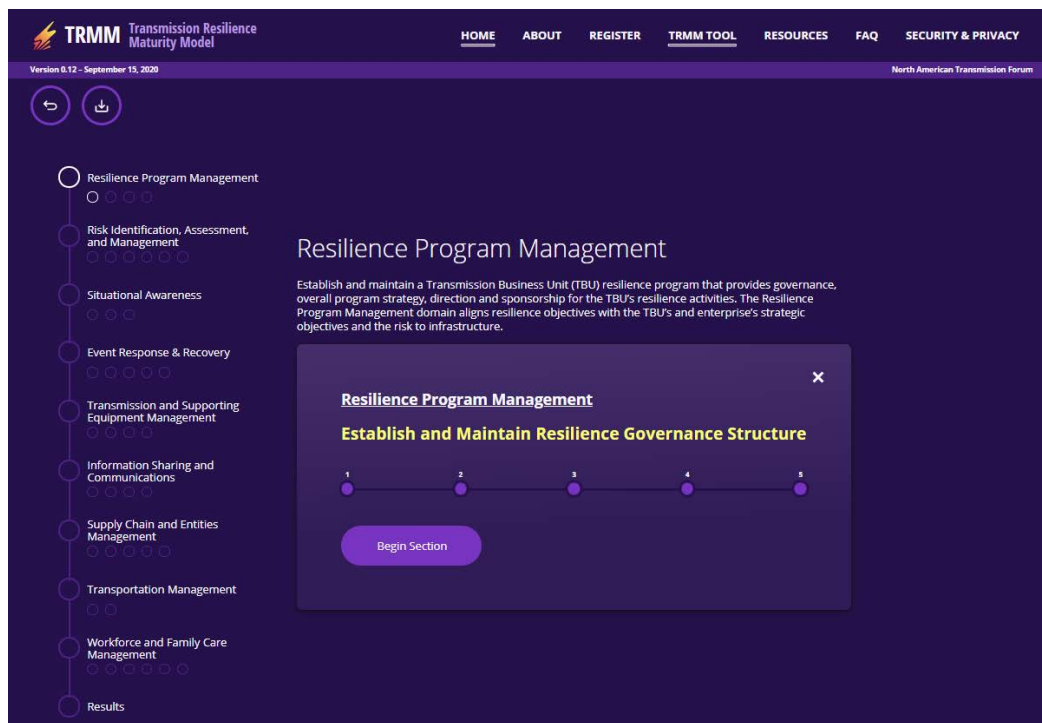 TRMM Transmission Resilience
Maturity Model
HOME ABOUT REGISTER TRMM TOOL RESOURCES FAQ SECURITY & PRIVACY
Version 0.12 – September 15, 2020
North American Transmission Forum
Resilience Program Management
Risk Identification, Assessment,
and Management
Situational Awareness
Event Response & Recovery
Transmission and Supporting
Equipment Management
Information Sharing and
Communications
Supply Chain and Entities
Management
Transportation Management
Workforce and Family Care
Management
Results
Resilience Program Management
Establish and maintain a Transmission Business Unit (TBU) resilience program that provides governance,
overall program strategy, direction and sponsorship for the TBU's resilience activities. The Resilience
Program Management domain aligns resilience objectives with the TBU's and enterprise's strategic
objectives and the risk to infrastructure.
Resilience Program Management
Establish and Maintain Resilience Governance Structure
1 2 3 4 5
Begin Section